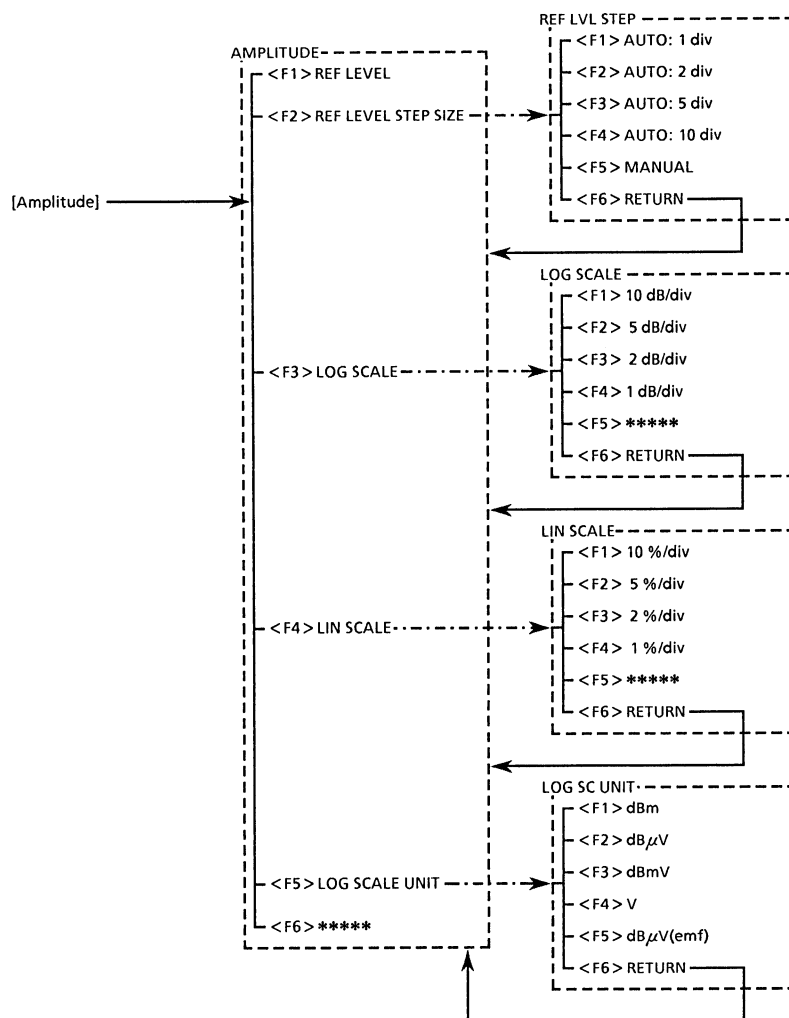 [Amplitude]
AMPLITUDE
<F1> REF LEVEL
<F2> REF LEVEL STEP SIZE
<F3> LOG SCALE
<F4> LIN SCALE
<F5> LOG SCALE UNIT
<F6> *****
REF LVL STEP
<F1> AUTO: 1 div
<F2> AUTO: 2 div
<F3> AUTO: 5 div
<F4> AUTO: 10 div
<F5> MANUAL
<F6> RETURN
LOG SCALE
<F1> 10 dB/div
<F2> 5 dB/div
<F3> 2 dB/div
<F4> 1 dB/div
<F5> *****
<F6> RETURN
LIN SCALE
<F1> 10 %/div
<F2> 5 %/div
<F3> 2 %/div
<F4> 1 %/div
<F5> *****
<F6> RETURN
LOG SC UNIT
<F1> dBm
<F2> dBμV
<F3> dBmV
<F4> V
<F5> dBμV(emf)
<F6> RETURN